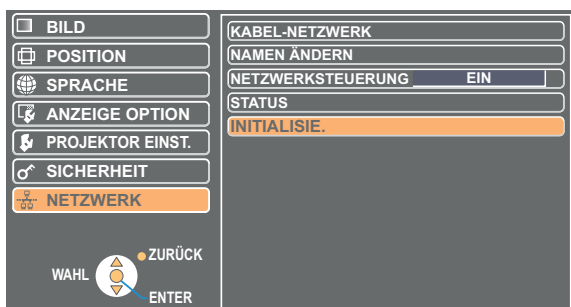 BILD
POSITION
SPRACHE
ANZEIGE OPTION
PROJEKTOR EINST.
SICHERHEIT
NETZWERK
ZURÜCK
WAHL
ENTER
KABEL-NETZWERK
NAMEN ÄNDERN
NETZWERKSTEUERUNG EIN
STATUS
INITIALISIE.